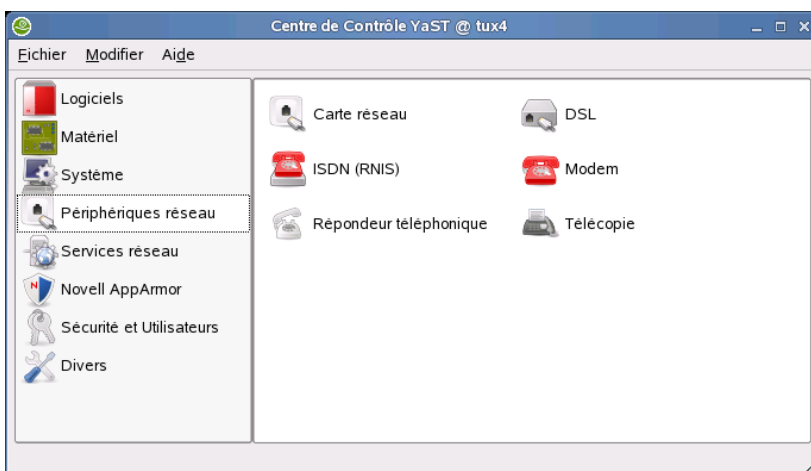 Centre de Contrôle YaST @ tux4
Fichier Modifier Aide
Logiciels
Matériel
Système
Périphériques réseau
Services réseau
Novell AppArmor
Sécurité et Utilisateurs
Divers
Carte réseau
DSL
ISDN (RNIS)
Modem
Répondeur téléphonique
Télécopie